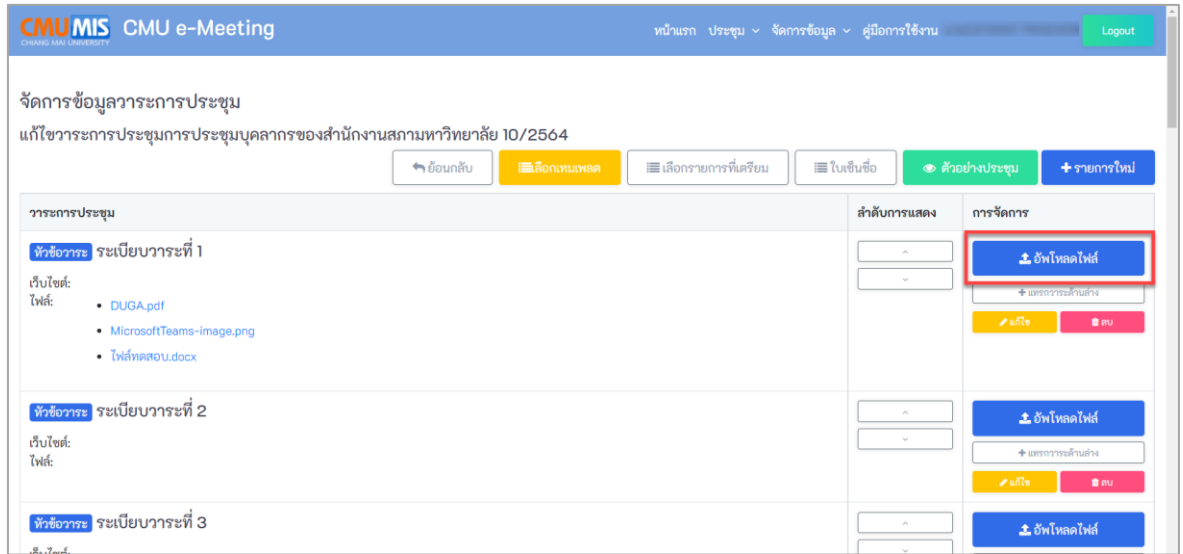 CMU MIS CMU e-Meeting หน้าแรก ประชุม จัดการข้อมูล คู่มือการใช้งาน Logout
CHIANG MAI UNIVERSITY
จัดการข้อมูลวาระการประชุม
แก้ไขวาระการประชุมการประชุมบุคลากรของสำนักงานสภามหาวิทยาลัย 10/2564
ย้อนกลับ เลือกเทมเพลต เลือกรายการที่เตรียม ใบเซ็นชื่อ ตัวอย่างประชุม + รายการใหม่
วาระการประชุม ลำดับการแสดง การจัดการ
หัวข้อวาระ ระเบียบวาระที่ 1 อัพโหลดไฟล์
เว็บไซต์:
ไฟล์: + แทรกวาระด้านล่าง
• DUGA.pdf
• MicrosoftTeams-image.png แก้ไข ลบ
• ไฟล์ทดสอบ.docx
หัวข้อวาระ ระเบียบวาระที่ 2 อัพโหลดไฟล์
เว็บไซต์:
ไฟล์: + แทรกวาระด้านล่าง
แก้ไข ลบ
หัวข้อวาระ ระเบียบวาระที่ 3 อัพโหลดไฟล์
เว็บไซต์: